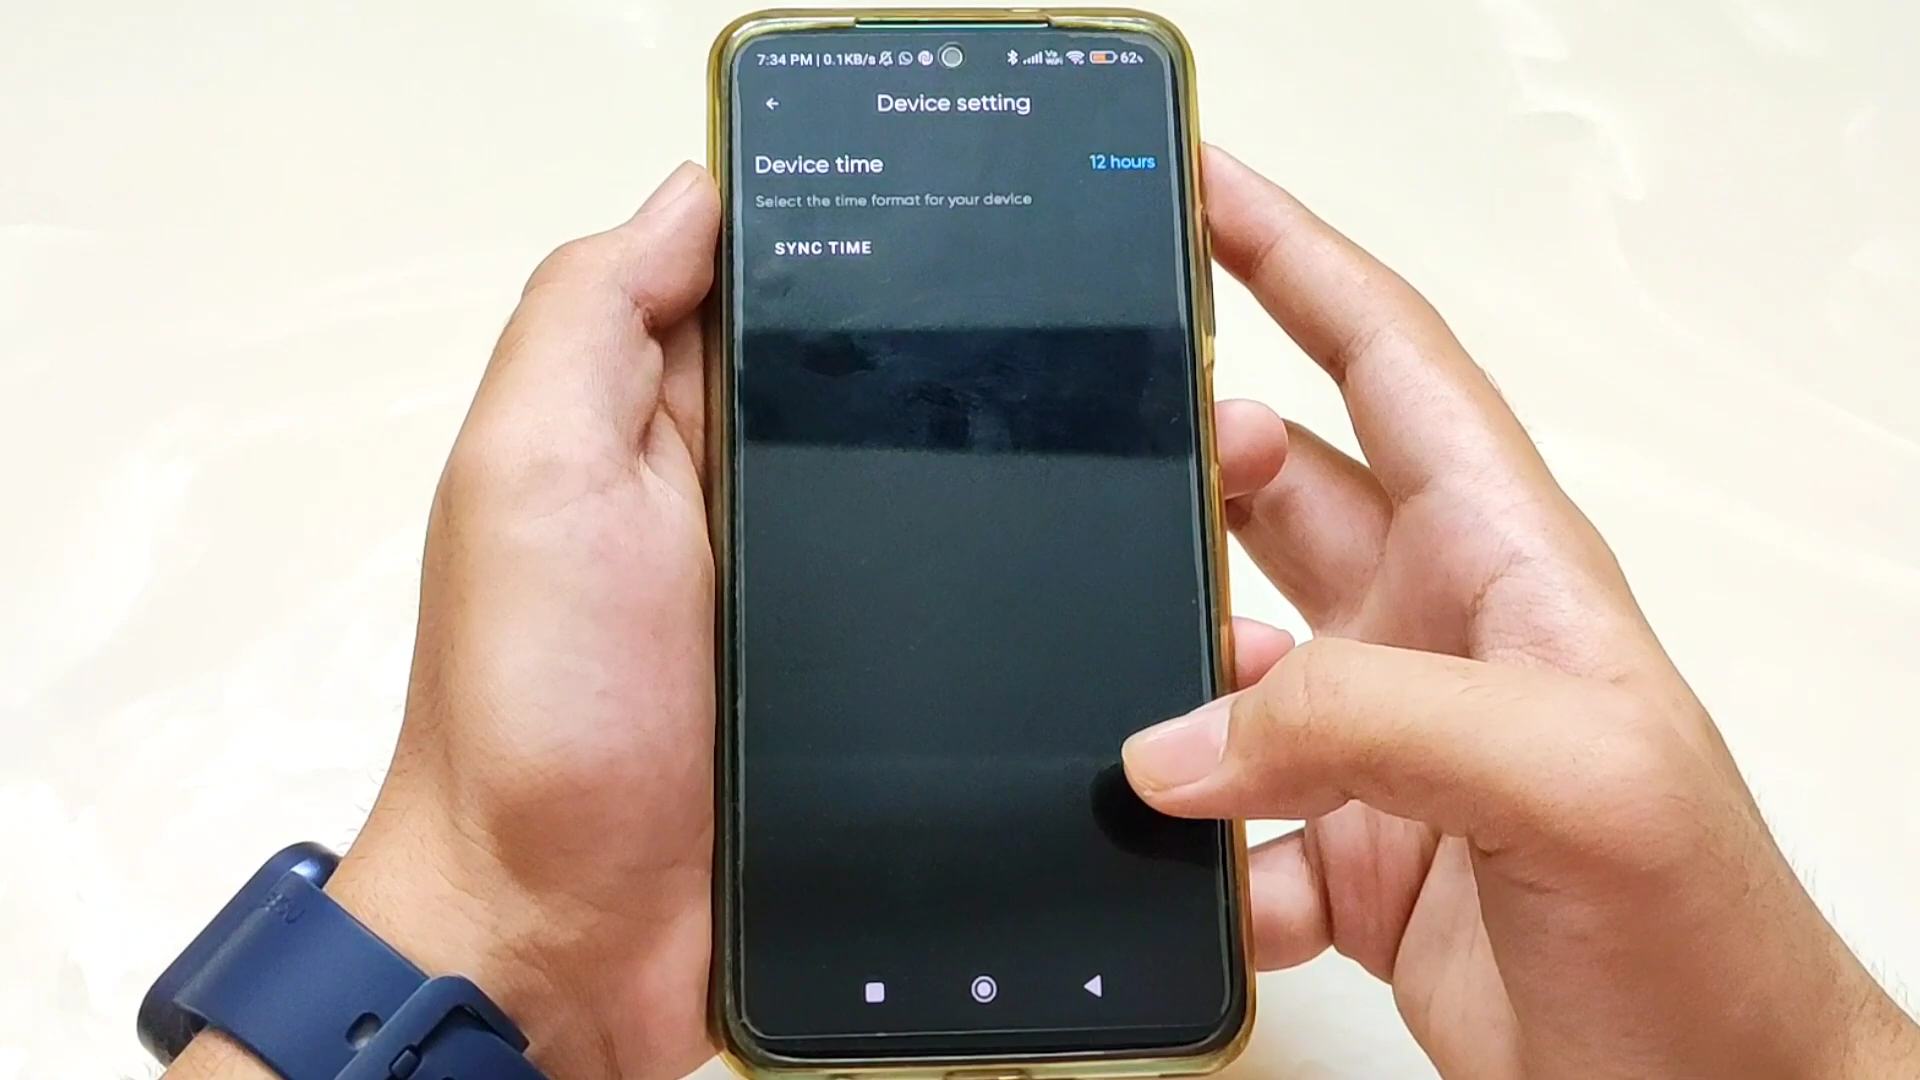 7:34 PM | 0.1KB/s 62%
Device setting
Device time 12 hours
Select the time format for your device
SYNC TIME